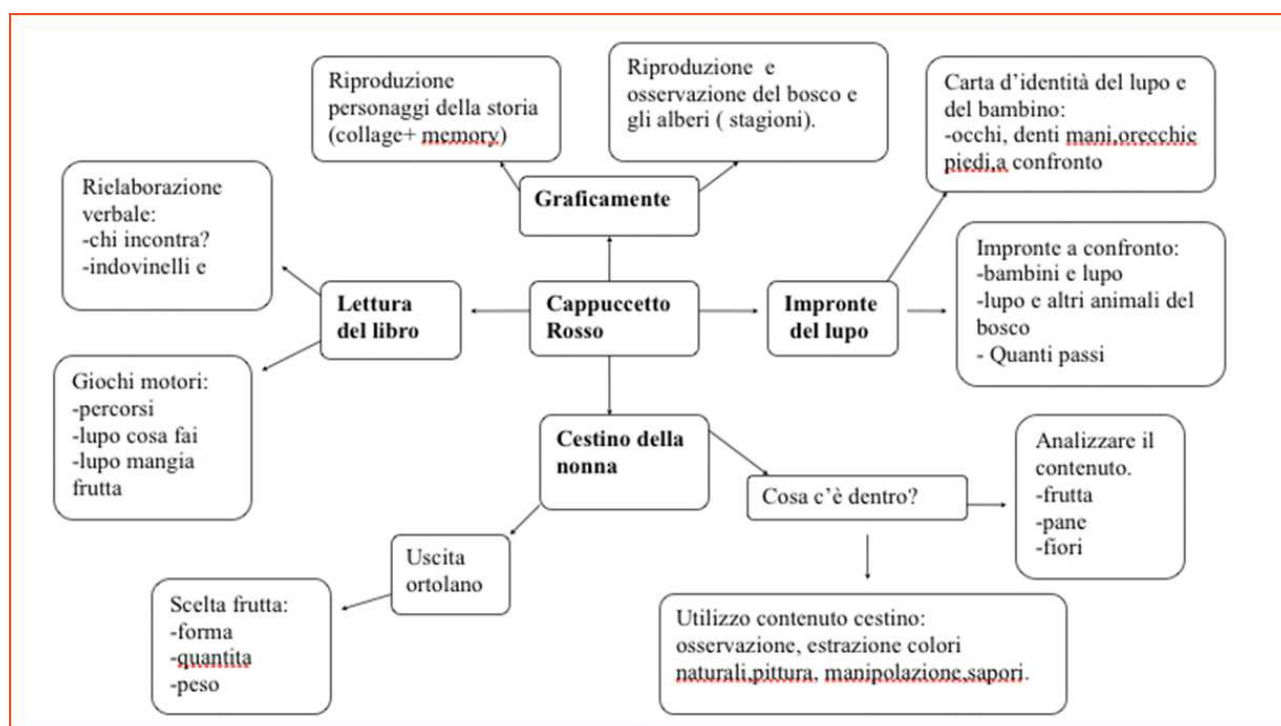 Riproduzione
personaggi della storia
(collage+ memory)
Riproduzione e
osservazione del bosco e
gli alberi ( stagioni).
Carta d'identità del lupo e
del bambino:
-occhi, denti mani,orecchie
piedi,a confronto
Graficamente
Rielaborazione
verbale:
-chi incontra?
-indovinelli e
Impronte a confronto:
-bambini e lupo
-lupo e altri animali del
bosco
- Quanti passi
Lettura
del libro
Cappuccetto
Rosso
Impronte
del lupo
Giochi motori:
-percorsi
-lupo cosa fai
-lupo mangia
frutta
Cestino della
nonna
Cosa c'è dentro?
Analizzare il
contenuto.
-frutta
-pane
-fiori
Uscita
ortolano
Scelta frutta:
-forma
-quantita
-peso
Utilizzo contenuto cestino:
osservazione, estrazione colori
naturali,pittura, manipolazione,sapori.